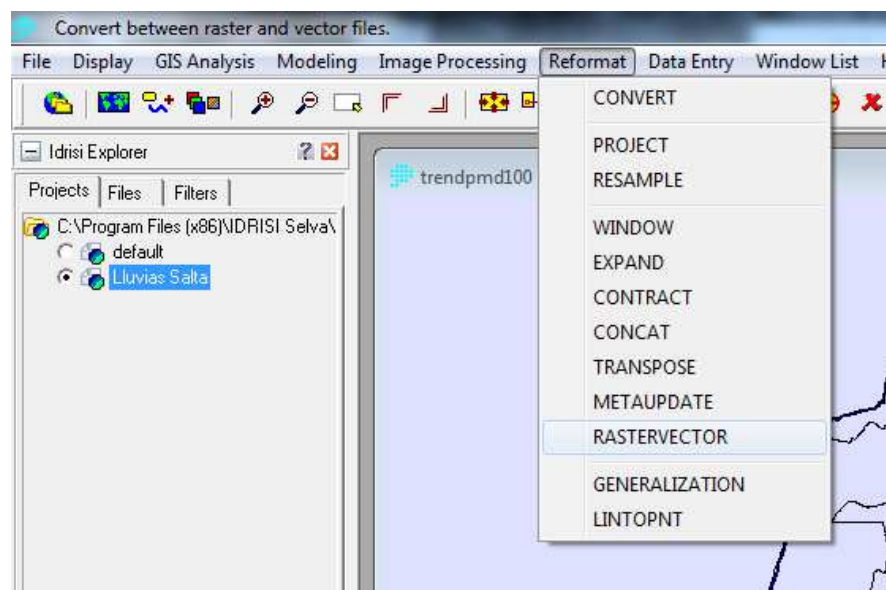 Convert between raster and vector files.
File Display GIS Analysis Modeling Image Processing Reformat Data Entry Window List
Idrisi Explorer
Projects Files Filters
C:\Program Files (x86)\IDRISI Selva\
default
Lluvias Salta
trendpmd100
CONVERT
PROJECT
RESAMPLE
WINDOW
EXPAND
CONTRACT
CONCAT
TRANSPOSE
METAUPDATE
RASTERVECTOR
GENERALIZATION
LINTOPNT